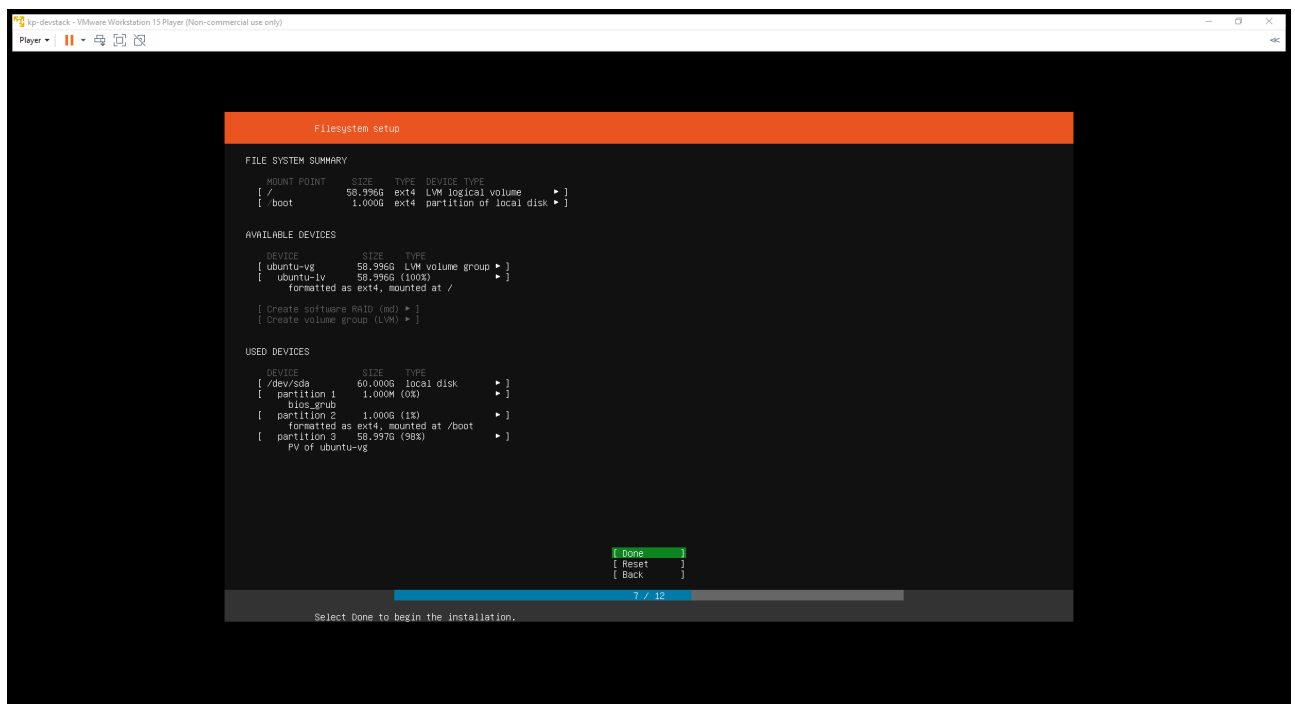 kp-devstack - VMware Workstation 15 Player (Non-commercial use only)
Player
Filesystem setup
FILE SYSTEM SUMMARY
MOUNT POINT SIZE TYPE DEVICE TYPE
[ / 58.996G ext4 LVM logical volume ▸ ]
[ /boot 1.000G ext4 partition of local disk ▸ ]
AVAILABLE DEVICES
DEVICE SIZE TYPE
[ ubuntu-vg 58.996G LVM volume group ▸ ]
[ ubuntu-lv 58.996G (100%) ▸ ]
formatted as ext4, mounted at /
[ Create software RAID (md) ▸ ]
[ Create volume group (LVM) ▸ ]
USED DEVICES
DEVICE SIZE TYPE
[ /dev/sda 60.000G local disk ▸ ]
[ partition 1 1.000M (0%) ▸ ]
bios_grub
[ partition 2 1.000G (1%) ▸ ]
formatted as ext4, mounted at /boot
[ partition 3 58.997G (98%) ▸ ]
PV of ubuntu-vg
[ Done ]
[ Reset ]
[ Back ]
7 / 12
Select Done to begin the installation.